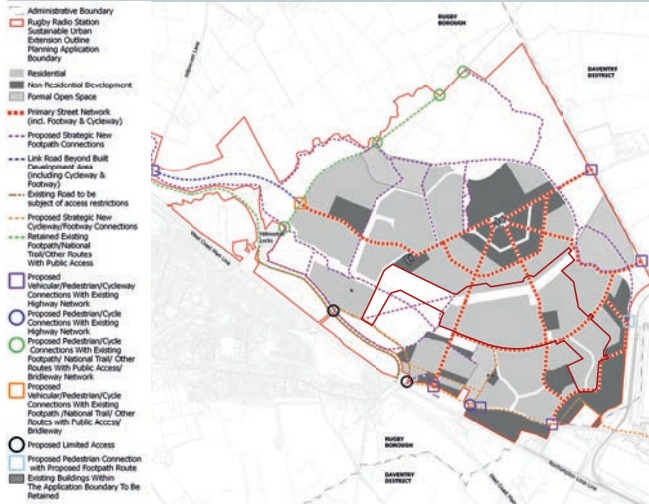 Administrative Boundary
Rugby Radio Station
Sustainable Urban
Extension Outline
Planning Application
Boundary
Residential
Non Residential Development
Formal Open Space
Primary Street Network
(incl. Footway & Cycleway)
Proposed Strategic New
Footpath Connections
Link Road Beyond Built
Development Area
(including Cycleway &
Footway)
Existing Road to be
subject of access restrictions
Proposed Strategic New
Cycleway/Footway Connections
Retained Existing
Footpath/National
Trail/Other Routes
With Public Access
Proposed
Vehicular/Pedestrian/Cycleway
Connections With Existing
Highway Network
Proposed Pedestrian/Cycle
Connections With Existing
Highway Network
Proposed Pedestrian/Cycle
Connections With Existing
Footpath/ National Trail/ Other
Routes With Public Access/
Bridleway Network
Proposed
Vehicular/Pedestrian/Cycle
Connections With Existing
Footpath /National Trail/ Other
Routes with Public Access/
Bridleway
Proposed Limited Access
Proposed Pedestrian Connection
with Proposed Footpath Route
Existing Buildings Within
The Application Boundary To Be
Retained
RUGBY
BOROUGH
DAVENTRY
DISTRICT
Hillmorton Lane
Hillmorton
Locks
West Coast Main Line
RUGBY
BOROUGH
DAVENTRY
DISTRICT
Northampton Loop Line